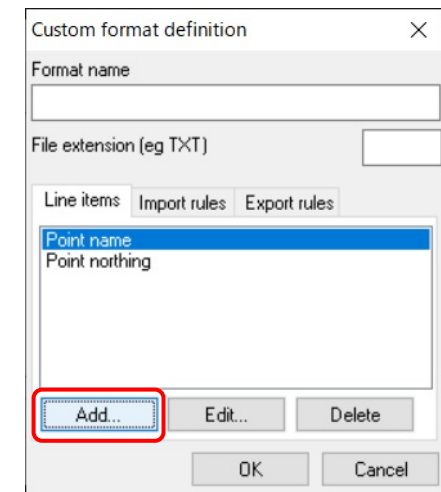 Custom format definition
Format name
File extension (eg TXT)
Line items Import rules Export rules
Point name
Point northing
Add... Edit... Delete
OK Cancel